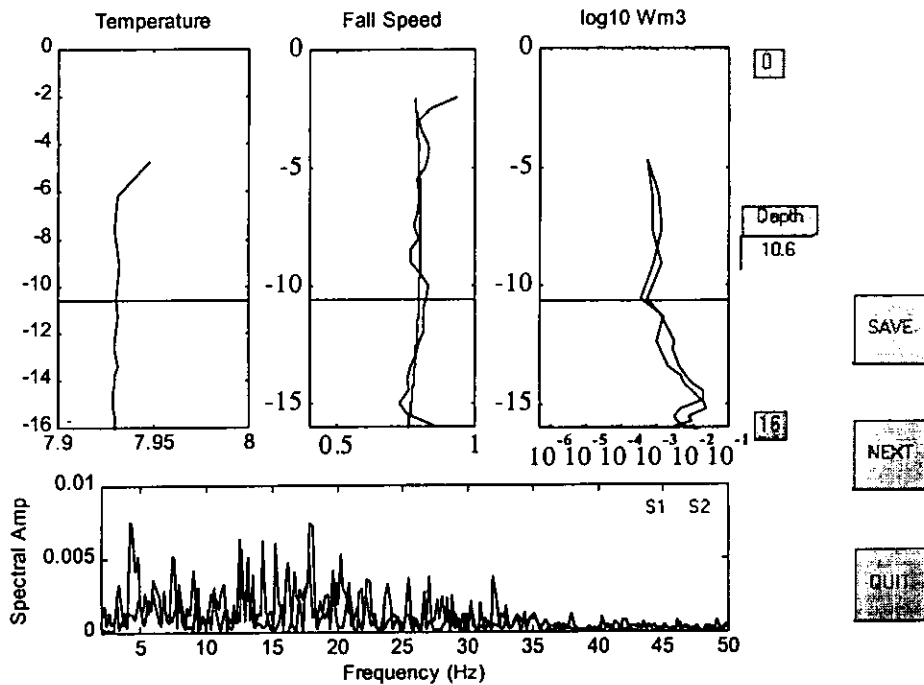 Temperature
Fall Speed
log10 Wm3
0
-2
-4
-6
-8
-10
-12
-14
-16
7.9
7.95
8
0
-5
-10
-15
0.5
1
0
-5
-10
-15
10^-6 10^-5 10^-4 10^-3 10^-2 10^-1
0
Depth
10.6
16
SAVE
NEXT
QUIT
0.01
0.005
0
Spectral Amp
S1 S2
5 10 15 20 25 30 35 40 45 50
Frequency (Hz)